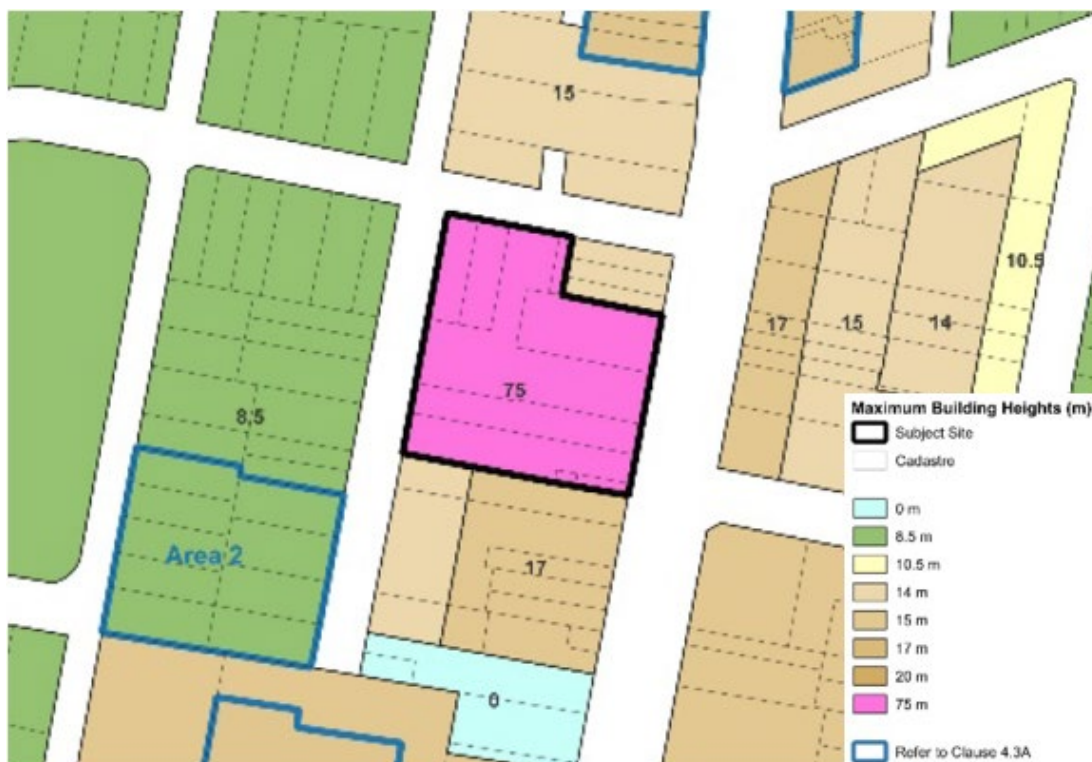 15
10.5
17
15
14
75
8.5
Area 2
17
0
Maximum Building Heights (m)
Subject Site
Cadastre
0 m
8.5 m
10.5 m
14 m
15 m
17 m
20 m
75 m
Refer to Clause 4.3A